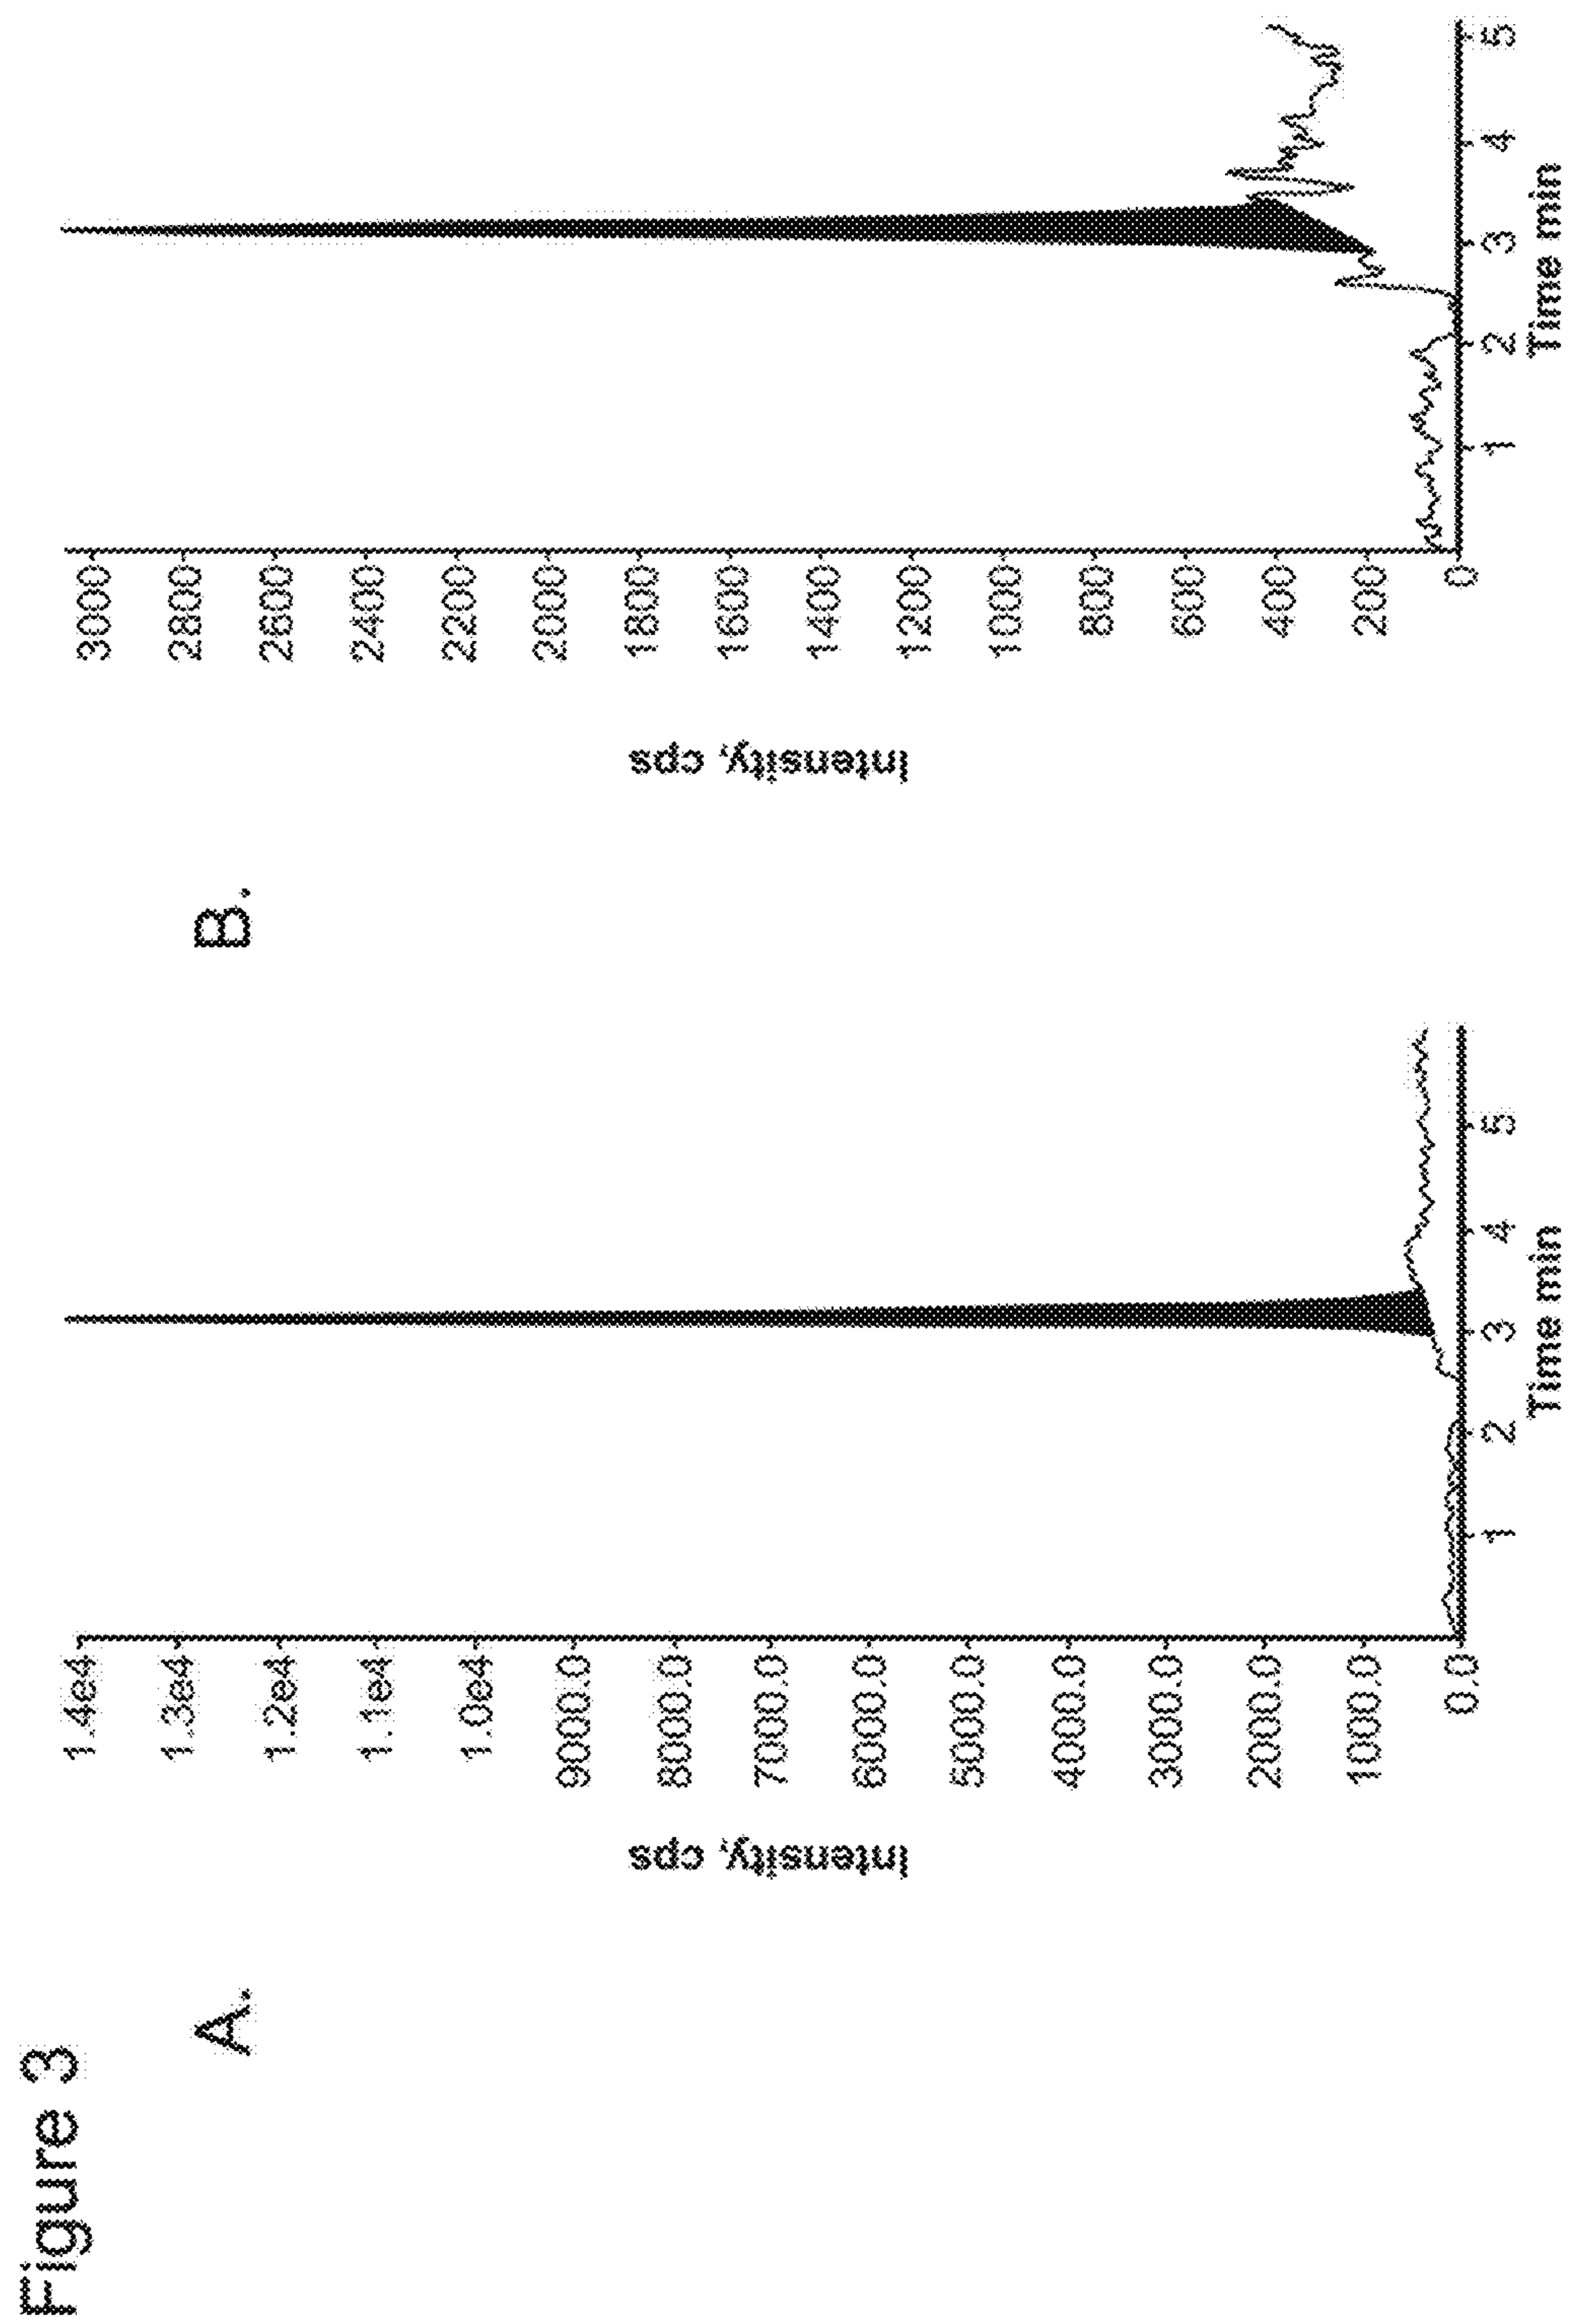 Figure 3
A.
Intensity, cps
1.4e4
1.3e4
1.2e4
1.1e4
1.0e4
9000.0
8000.0
7000.0
6000.0
5000.0
4000.0
3000.0
2000.0
1000.0
0.0
1 2 3 4 5
Time min
B.
Intensity, cps
3000
2800
2600
2400
2200
2000
1800
1600
1400
1200
1000
800
600
400
200
0
1 2 3 4 5
Time min